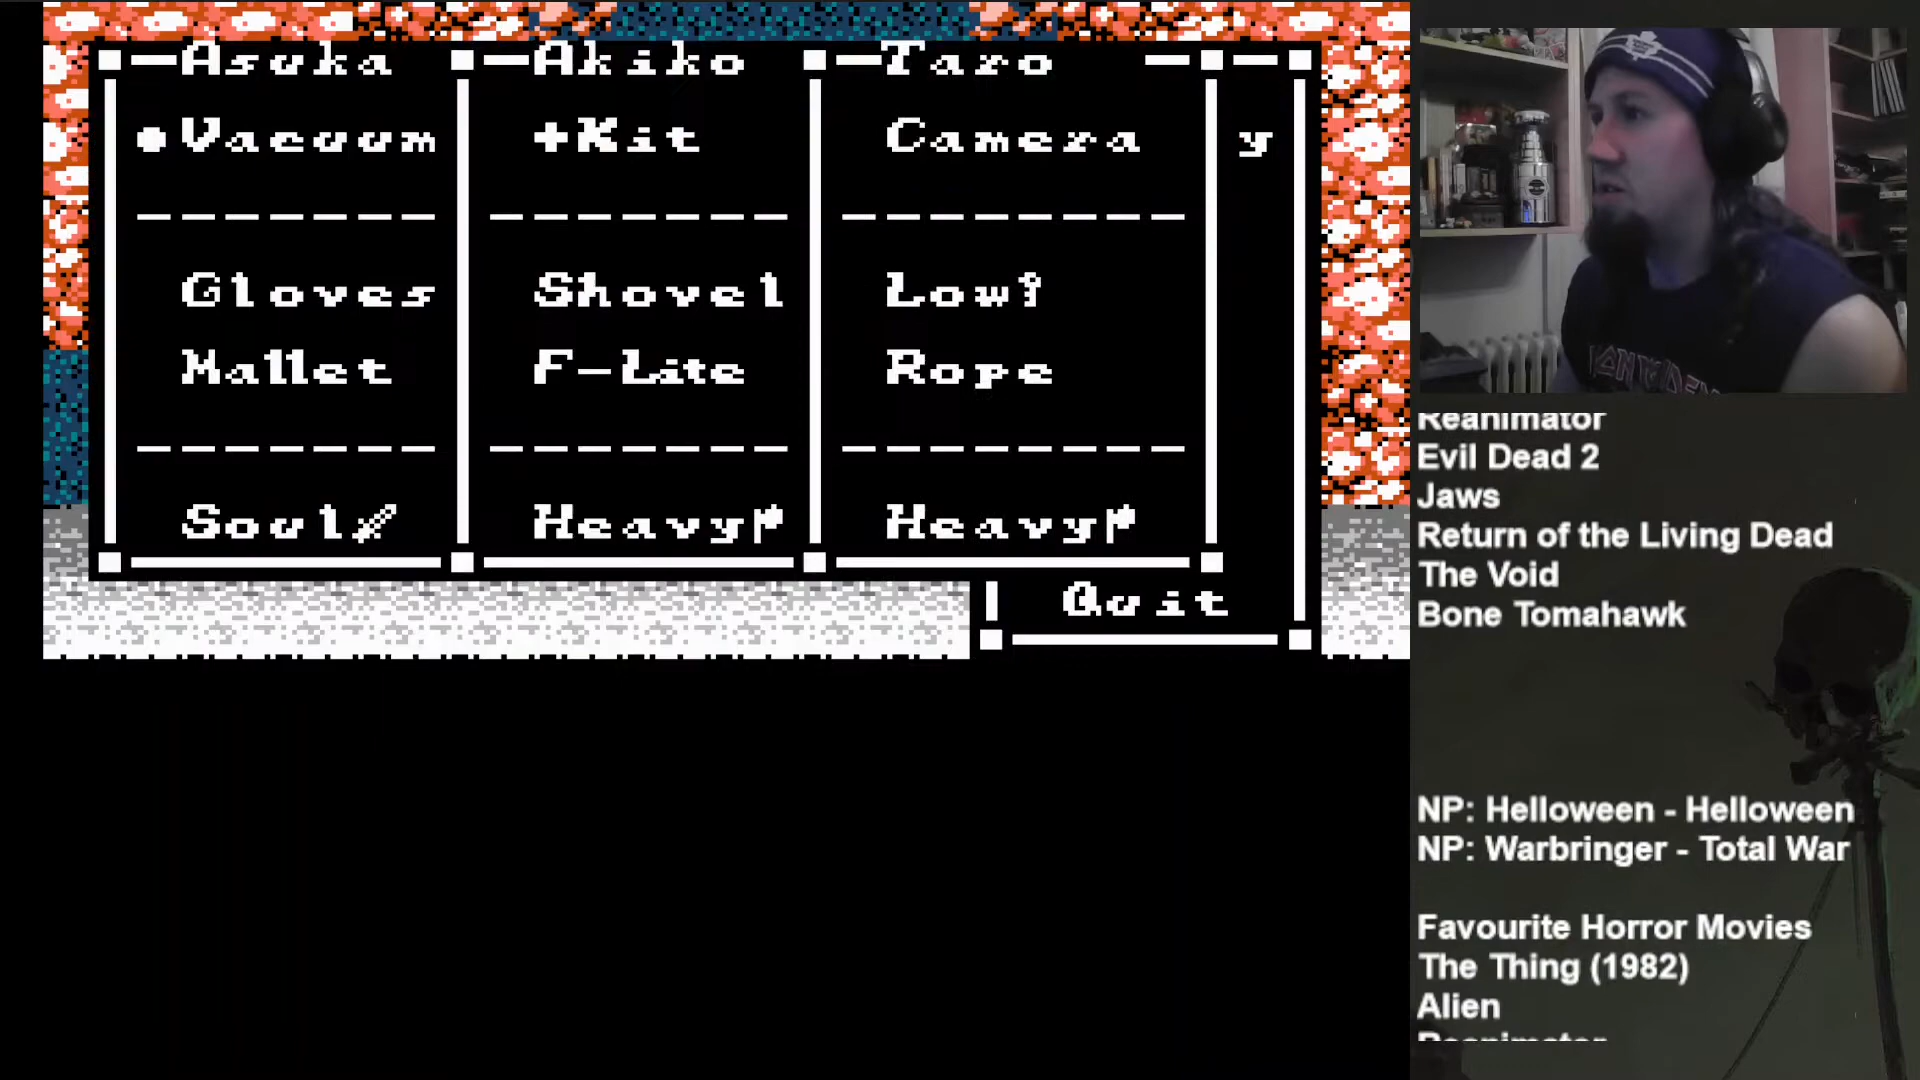 Asuka Akiko Taro
Vacuum +Kit Camera y
Gloves Shovel Low?
Mallet F-Lite Rope
Soul Heavy Heavy
Quit
Reanimator
Evil Dead 2
Jaws
Return of the Living Dead
The Void
Bone Tomahawk
NP: Helloween - Helloween
NP: Warbringer - Total War
Favourite Horror Movies
The Thing (1982)
Alien
Reanimator